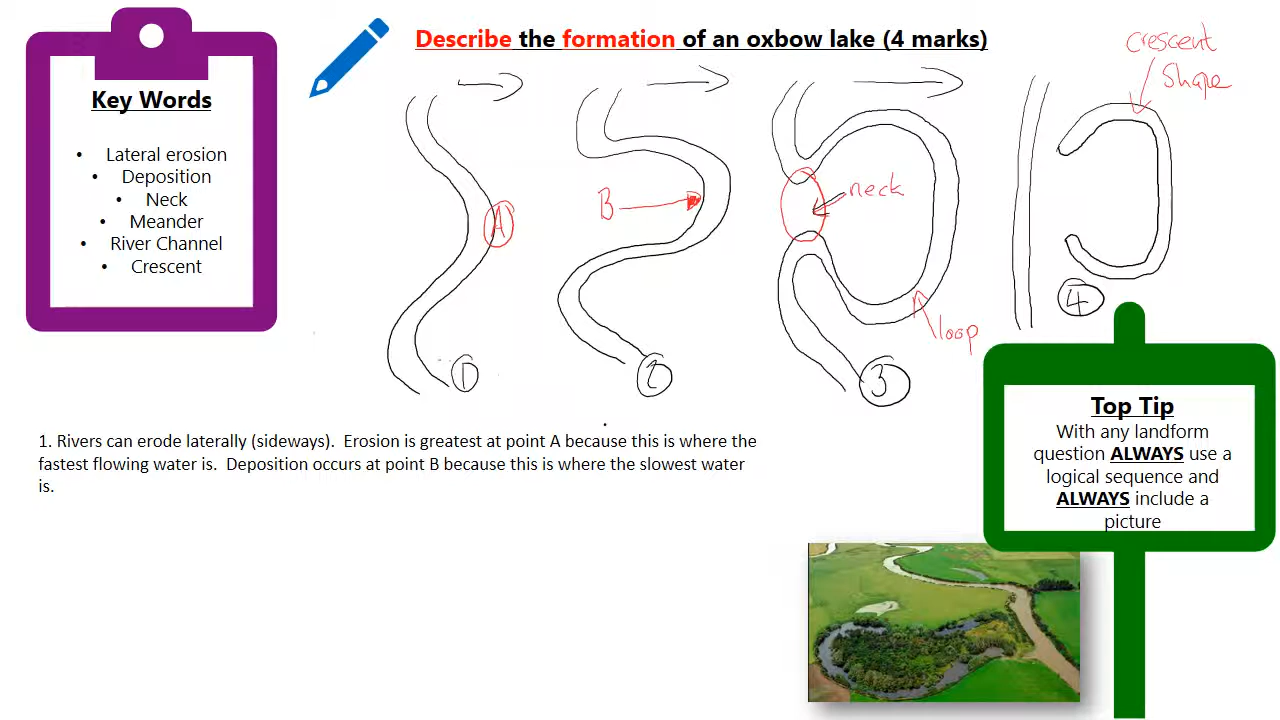 Describe the formation of an oxbow lake (4 marks)
Key Words
• Lateral erosion
• Deposition
• Neck
• Meander
• River Channel
• Crescent
A
B
neck
loop
crescent
shape
1
2
3
4
1. Rivers can erode laterally (sideways). Erosion is greatest at point A because this is where the
fastest flowing water is. Deposition occurs at point B because this is where the slowest water
is.
Top Tip
With any landform
question ALWAYS use a
logical sequence and
ALWAYS include a
picture